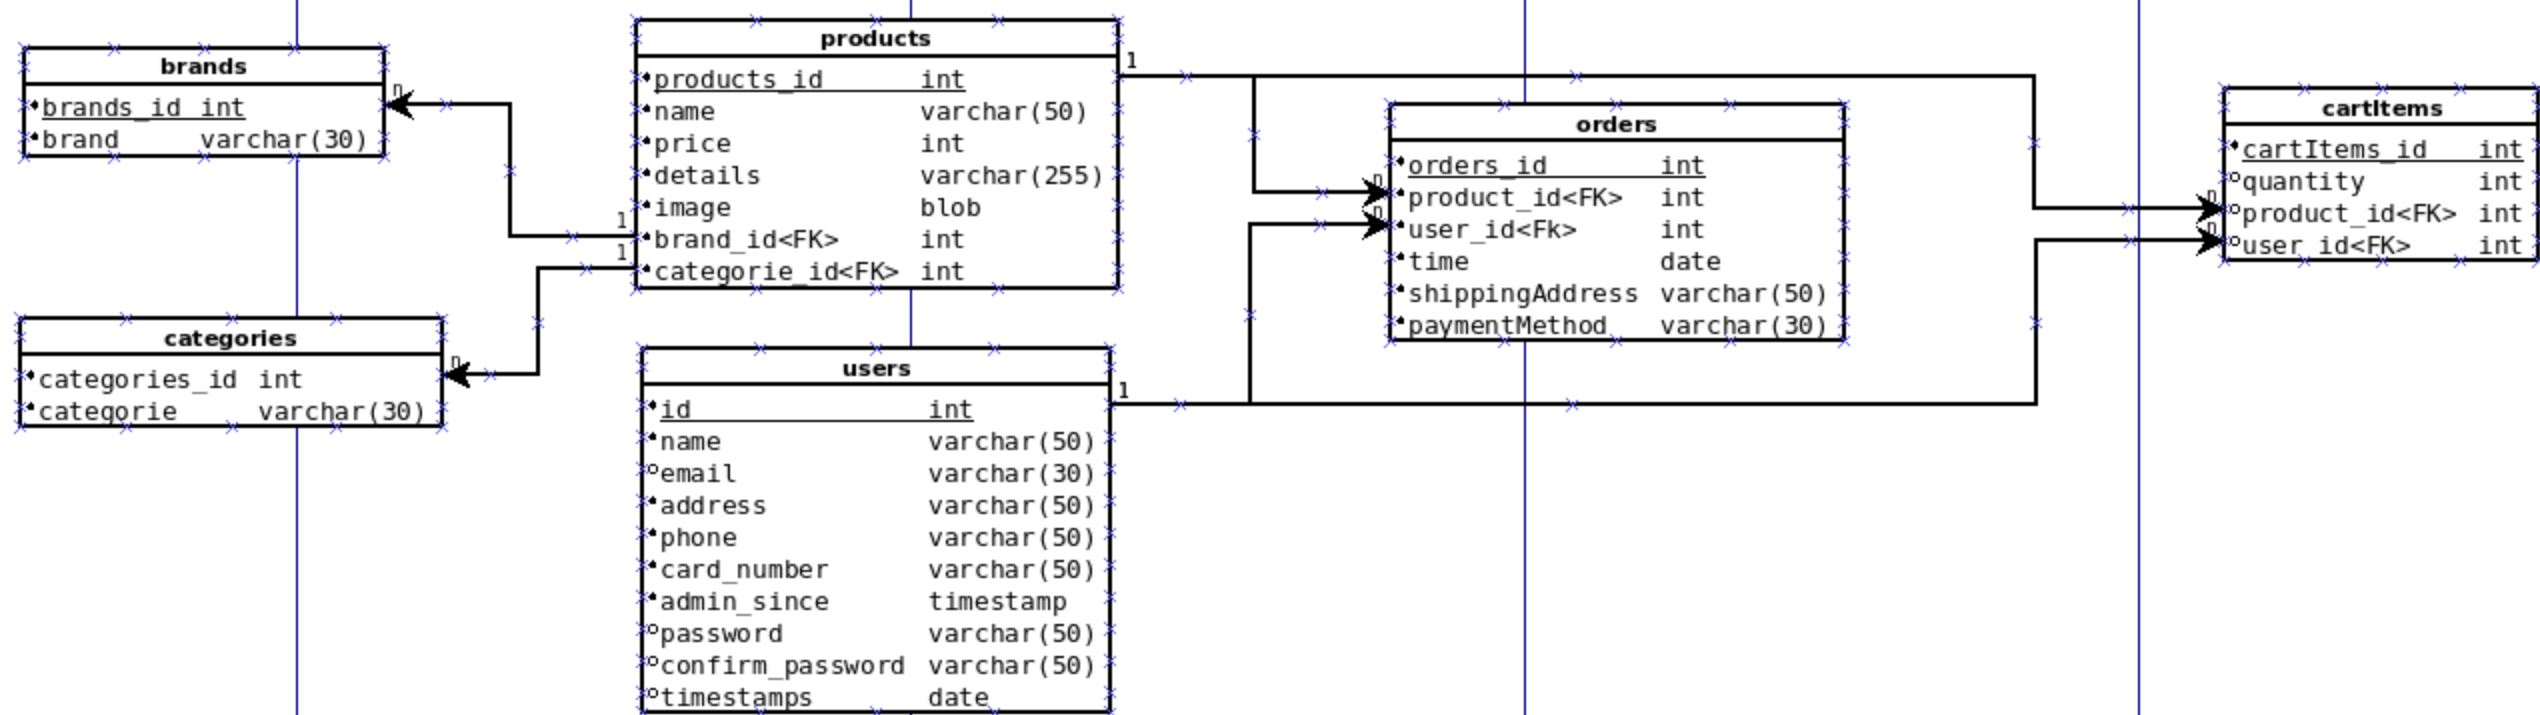 brands
brands_id int
brand varchar(30)
n
categories
categories_id int
categorie varchar(30)
n
products
products_id int
name varchar(50)
price int
details varchar(255)
image blob
brand_id<FK> int
categorie_id<FK> int
1
1
1
users
id int
name varchar(50)
email varchar(30)
address varchar(50)
phone varchar(50)
card_number varchar(50)
admin_since timestamp
password varchar(50)
confirm_password varchar(50)
timestamps date
1
orders
orders_id int
product_id<FK> int
user_id<Fk> int
time date
shippingAddress varchar(50)
paymentMethod varchar(30)
n
n
cartItems
cartItems_id int
quantity int
product_id<FK> int
user_id<FK> int
n
n